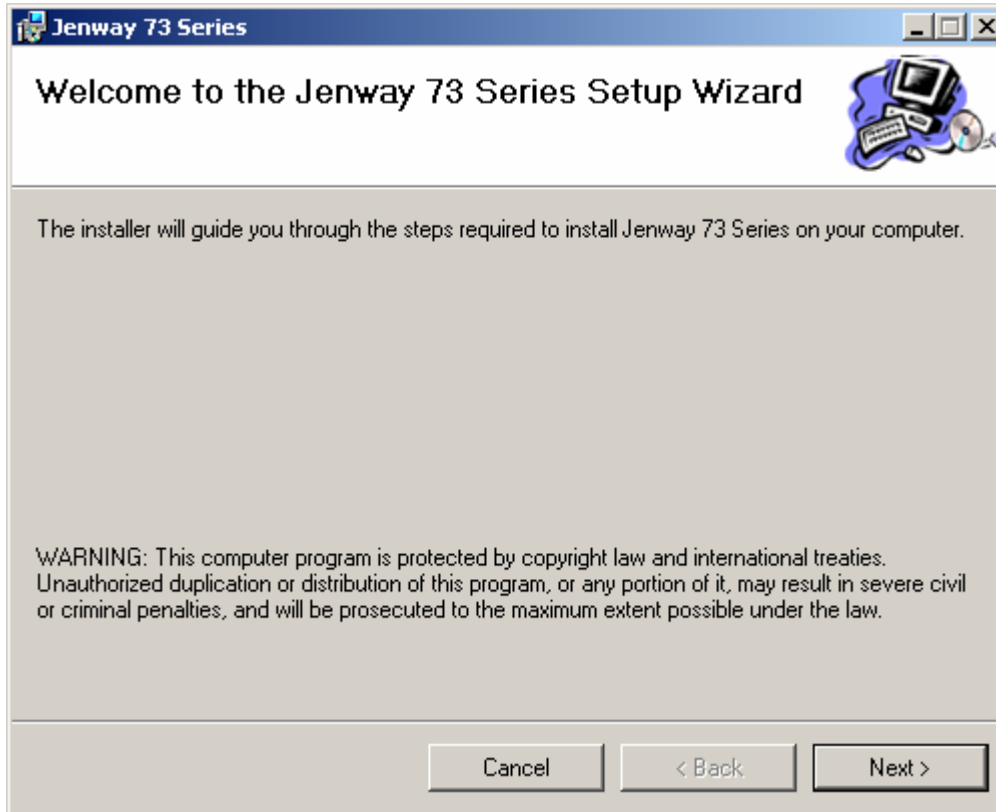 Jenway 73 Series
Welcome to the Jenway 73 Series Setup Wizard
The installer will guide you through the steps required to install Jenway 73 Series on your computer.
WARNING: This computer program is protected by copyright law and international treaties.
Unauthorized duplication or distribution of this program, or any portion of it, may result in severe civil
or criminal penalties, and will be prosecuted to the maximum extent possible under the law.
Cancel
< Back
Next >